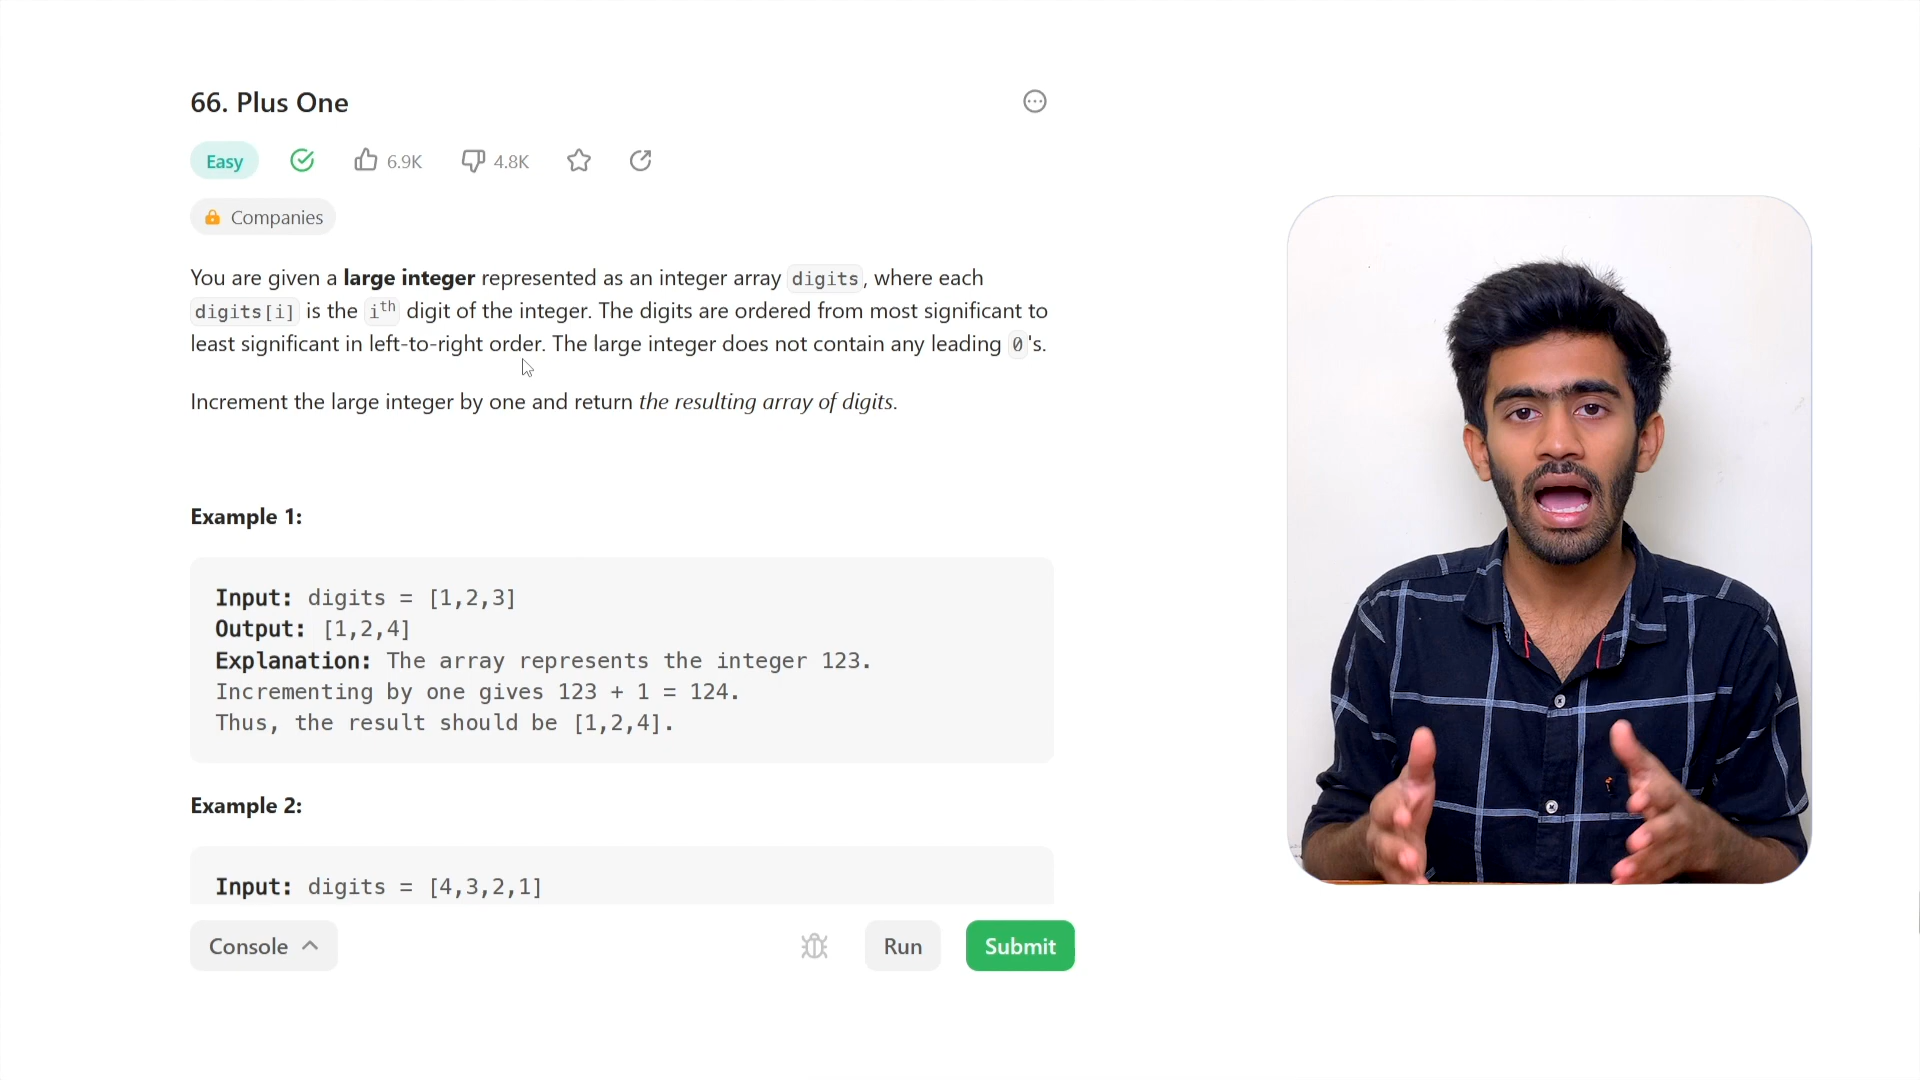 66. Plus One
Easy
6.9K
4.8K
Companies
You are given a large integer represented as an integer array digits, where each
digits[i] is the ith digit of the integer. The digits are ordered from most significant to
least significant in left-to-right order. The large integer does not contain any leading 0's.
Increment the large integer by one and return the resulting array of digits.
Example 1:
Input: digits = [1,2,3]
Output: [1,2,4]
Explanation: The array represents the integer 123.
Incrementing by one gives 123 + 1 = 124.
Thus, the result should be [1,2,4].
Example 2:
Input: digits = [4,3,2,1]
Console
Run
Submit